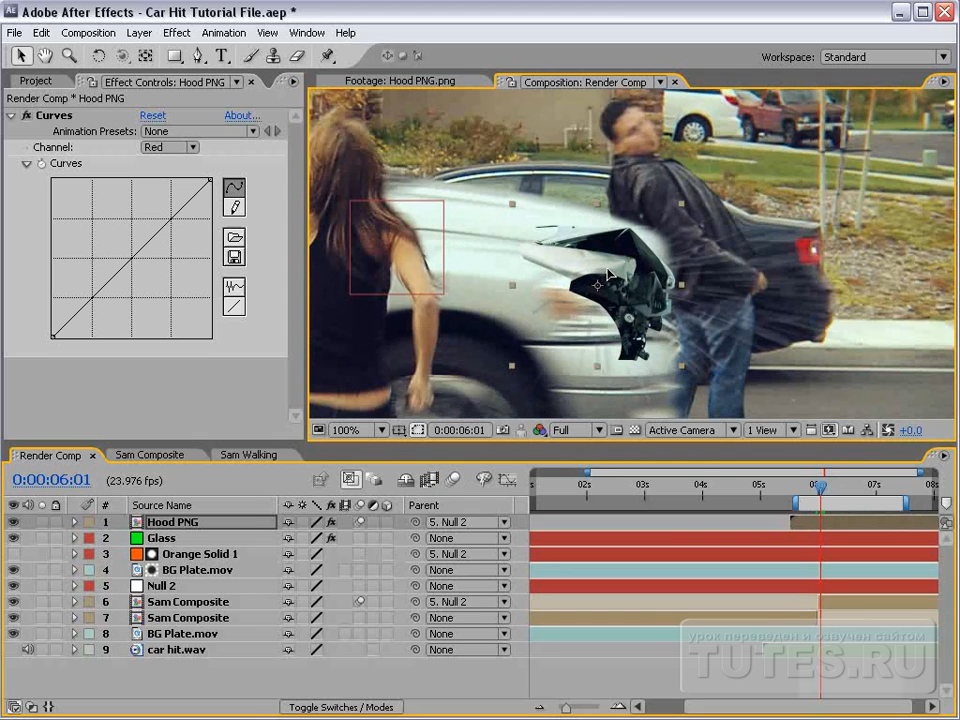 Adobe After Effects - Car Hit Tutorial File.aep *
File Edit Composition Layer Effect Animation View Window Help
Workspace: Standard
Project Effect Controls: Hood PNG Footage: Hood PNG.png Composition: Render Comp
Render Comp * Hood PNG
Curves Reset About...
Animation Presets: None
Channel: Red
Curves
100% 0:00:06:01 Full Active Camera 1 View +0.0
Render Comp Sam Composite Sam Walking
0:00:06:01 (23.976 fps)
02s 03s 04s 05s 07s 08s
# Source Name Parent
1 Hood PNG 5. Null 2
2 Glass None
3 Orange Solid 1 None
4 BG Plate.mov None
5 Null 2 None
6 Sam Composite 5. Null 2
7 Sam Composite None
8 BG Plate.mov None
9 car hit.wav None
урок переведен и озвучен сайтом
TUTES.RU
Toggle Switches / Modes